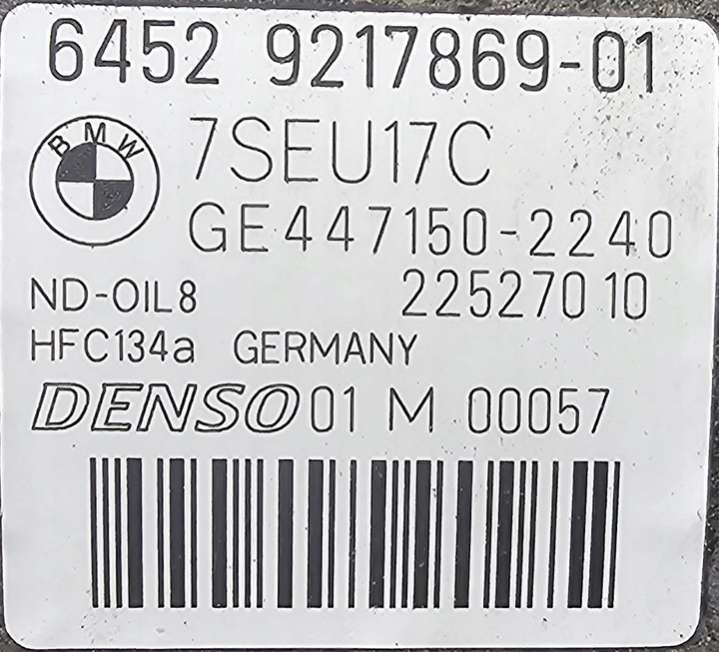 6452 9217869-01
BMW
7SEU17C
GE447150-2240
ND-OIL8
22527010
HFC134a GERMANY
DENSO 01 M 00057